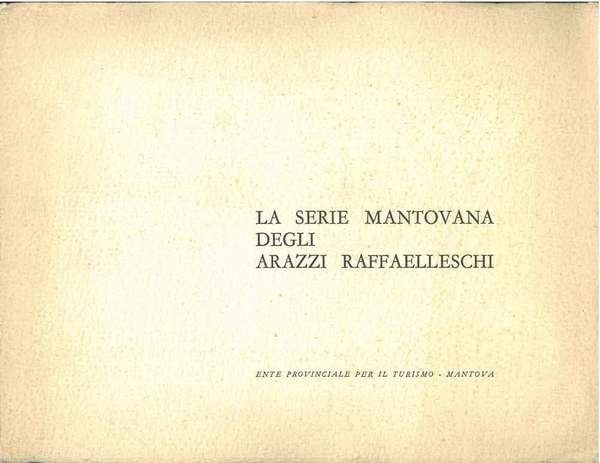 LA SERIE MANTOVANA
DEGLI
ARAZZI RAFFAELLESCHI
ENTE PROVINCIALE PER IL TURISMO - MANTOVA